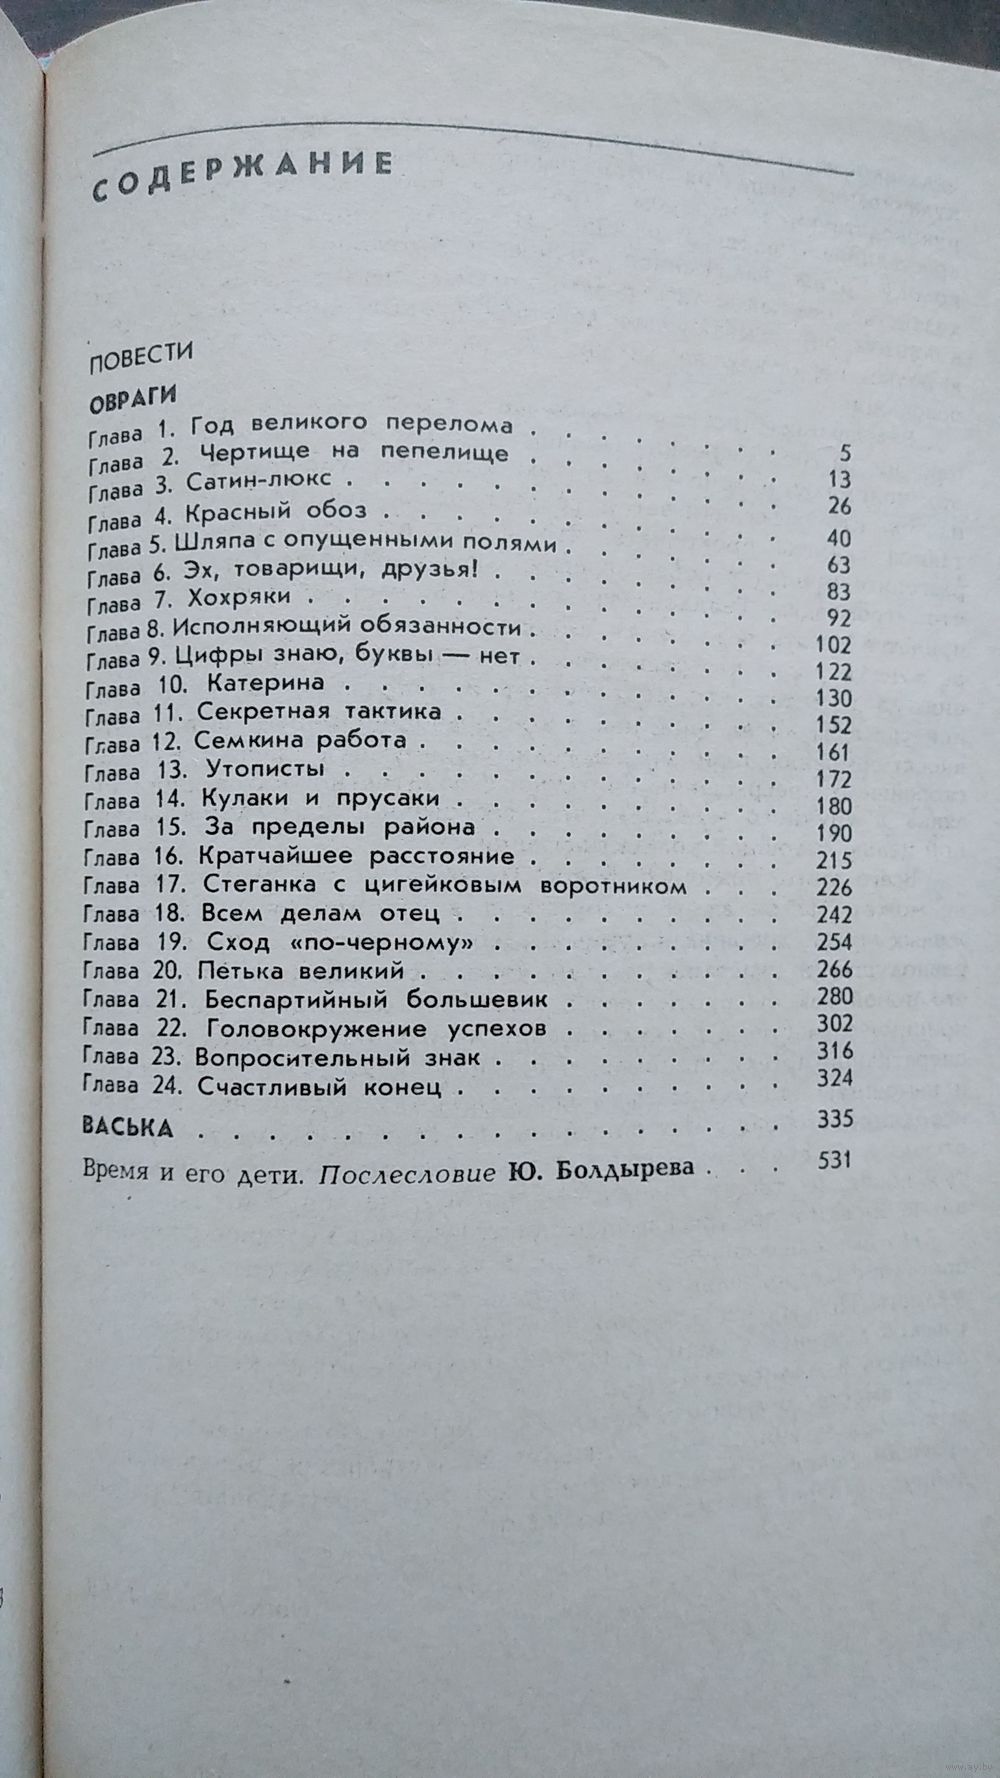 СОДЕРЖАНИЕ
ПОВЕСТИ
ОВРАГИ
Глава 1. Год великого перелома . . . . . . . 5
Глава 2. Чертище на пепелище . . . . . . . 13
Глава 3. Сатин-люкс . . . . . . . . . . . . 26
Глава 4. Красный обоз . . . . . . . . . . . 40
Глава 5. Шляпа с опущенными полями . . . . . . 63
Глава 6. Эх, товарищи, друзья! . . . . . . . . 83
Глава 7. Хохряки . . . . . . . . . . . . . 92
Глава 8. Исполняющий обязанности . . . . . . . 102
Глава 9. Цифры знаю, буквы — нет . . . . . . . 122
Глава 10. Катерина . . . . . . . . . . . . 130
Глава 11. Секретная тактика . . . . . . . . . 152
Глава 12. Семкина работа . . . . . . . . . . 161
Глава 13. Утописты . . . . . . . . . . . . 172
Глава 14. Кулаки и прусаки . . . . . . . . . 180
Глава 15. За пределы района . . . . . . . . 190
Глава 16. Кратчайшее расстояние . . . . . . . 215
Глава 17. Стеганка с цигейковым воротником . . . 226
Глава 18. Всем делам отец . . . . . . . . . 242
Глава 19. Сход «по-черному» . . . . . . . . 254
Глава 20. Петька великий . . . . . . . . . . 266
Глава 21. Беспартийный большевик . . . . . . 280
Глава 22. Головокружение успехов . . . . . . 302
Глава 23. Вопросительный знак . . . . . . . . 316
Глава 24. Счастливый конец . . . . . . . . . 324
ВАСЬКА . . . . . . . . . . . . . . . . 335
Время и его дети. Послесловие Ю. Болдырева . . . 531
www.ay.by